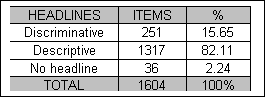 HEADLINES ITEMS %
Discriminative 251 15.65
Descriptive 1317 82.11
No headline 36 2.24
TOTAL 1604 100%